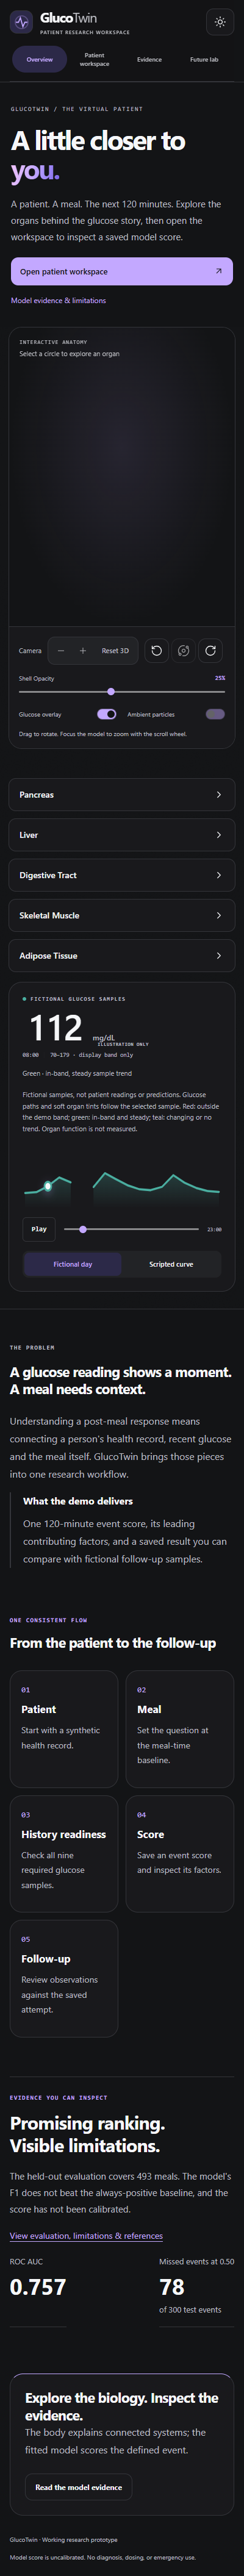 GlucoTwin
PATIENT RESEARCH WORKSPACE
Overview
Patient
workspace
Evidence
Future lab
GLUCOTWIN / THE VIRTUAL PATIENT
A little closer to
you.
A patient. A meal. The next 120 minutes. Explore the
organs behind the glucose story, then open the
workspace to inspect a saved model score.
Open patient workspace
Model evidence & limitations
INTERACTIVE ANATOMY
Select a circle to explore an organ
Camera
Reset 3D
Shell Opacity
25%
Glucose overlay
Ambient particles
Drag to rotate. Focus the model to zoom with the scroll wheel.
Pancreas
Liver
Digestive Tract
Skeletal Muscle
Adipose Tissue
FICTIONAL GLUCOSE SAMPLES
112 mg/dL
ILLUSTRATION ONLY
08:00 70–179 · display band only
Green · in-band, steady sample trend
Fictional samples, not patient readings or predictions. Glucose
paths and soft organ tints follow the selected sample. Red: outside
the demo band; green: in-band and steady; teal: changing or no
trend. Organ function is not measured.
Play
23:00
Fictional day
Scripted curve
THE PROBLEM
A glucose reading shows a moment.
A meal needs context.
Understanding a post-meal response means
connecting a person's health record, recent glucose
and the meal itself. GlucoTwin brings those pieces
into one research workflow.
What the demo delivers
One 120-minute event score, its leading
contributing factors, and a saved result you can
compare with fictional follow-up samples.
ONE CONSISTENT FLOW
From the patient to the follow-up
01
Patient
Start with a synthetic
health record.
02
Meal
Set the question at
the meal-time
baseline.
03
History readiness
Check all nine
required glucose
samples.
04
Score
Save an event score
and inspect its factors.
05
Follow-up
Review observations
against the saved
attempt.
EVIDENCE YOU CAN INSPECT
Promising ranking.
Visible limitations.
The held-out evaluation covers 493 meals. The model's
F1 does not beat the always-positive baseline, and the
score has not been calibrated.
View evaluation, limitations & references
ROC AUC
0.757
Missed events at 0.50
78
of 300 test events
Explore the biology. Inspect the
evidence.
The body explains connected systems; the
fitted model scores the defined event.
Read the model evidence
GlucoTwin · Working research prototype
Model score is uncalibrated. No diagnosis, dosing, or emergency use.